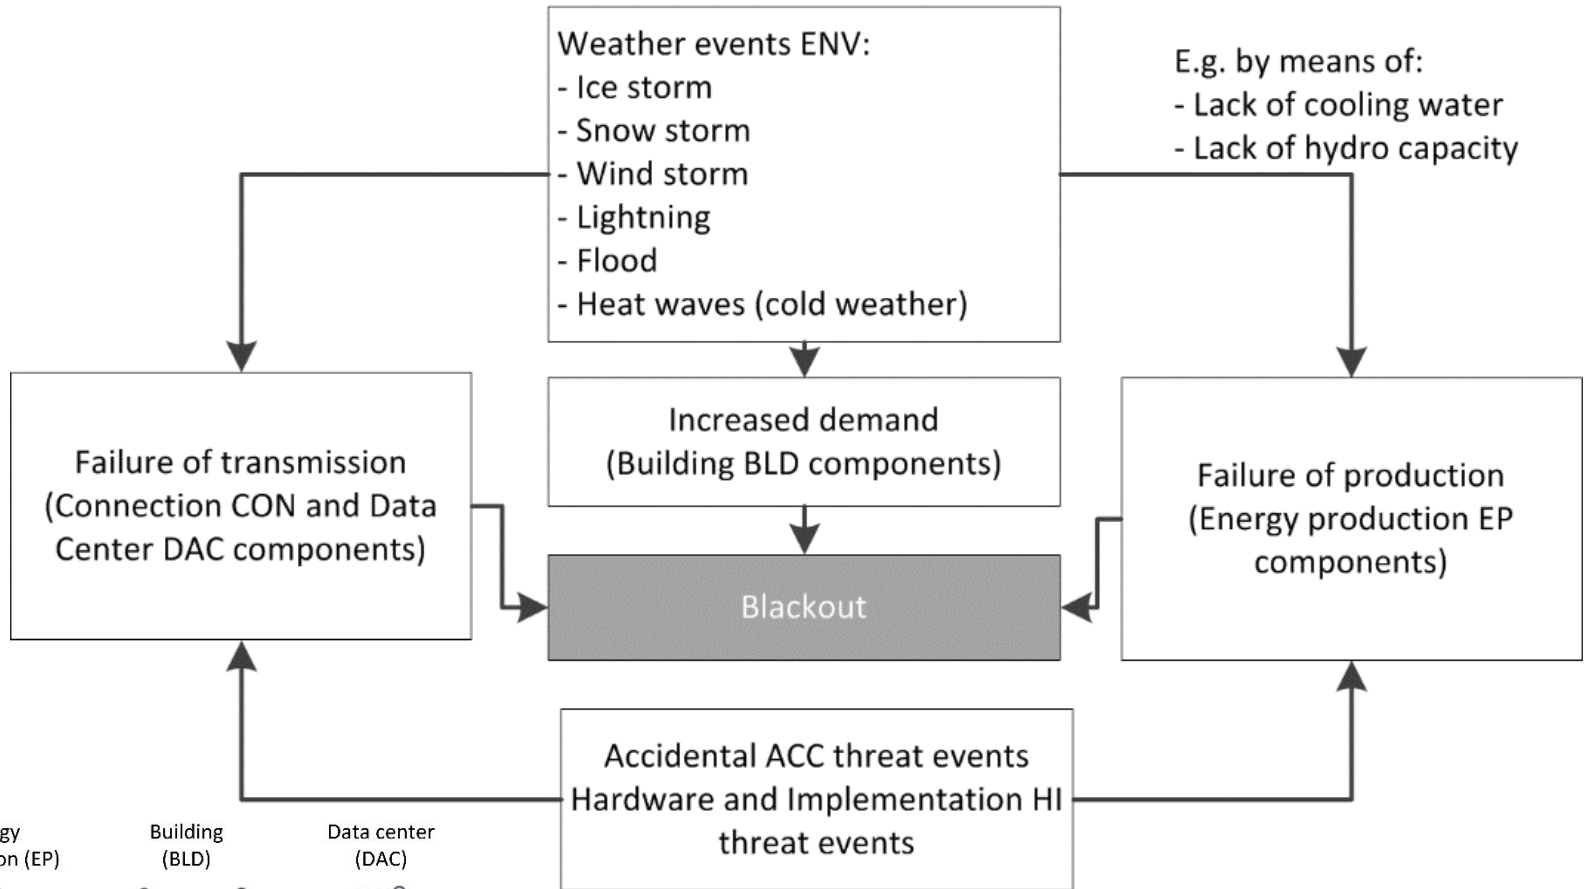 Weather events ENV:
- Ice storm
- Snow storm
- Wind storm
- Lightning
- Flood
- Heat waves (cold weather)
E.g. by means of:
- Lack of cooling water
- Lack of hydro capacity
Failure of transmission
(Connection CON and Data
Center DAC components)
Increased demand
(Building BLD components)
Failure of production
(Energy production EP
components)
Blackout
Accidental ACC threat events
Hardware and Implementation HI
threat events
gy
on (EP)
Building
(BLD)
Data center
(DAC)